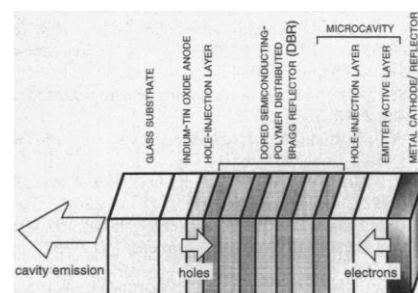 MICROCAVITY
GLASS SUBSTRATE
INDIUM-TIN OXIDE ANODE
HOLE-INJECTION LAYER
DOPED SEMICONDUCTING-
POLYMER DISTRIBUTED
BRAGG REFLECTOR (DBR)
HOLE-INJECTION LAYER
EMITTER ACTIVE LAYER
METAL CATHODE/ REFLECTOR
cavity emission
holes
electrons